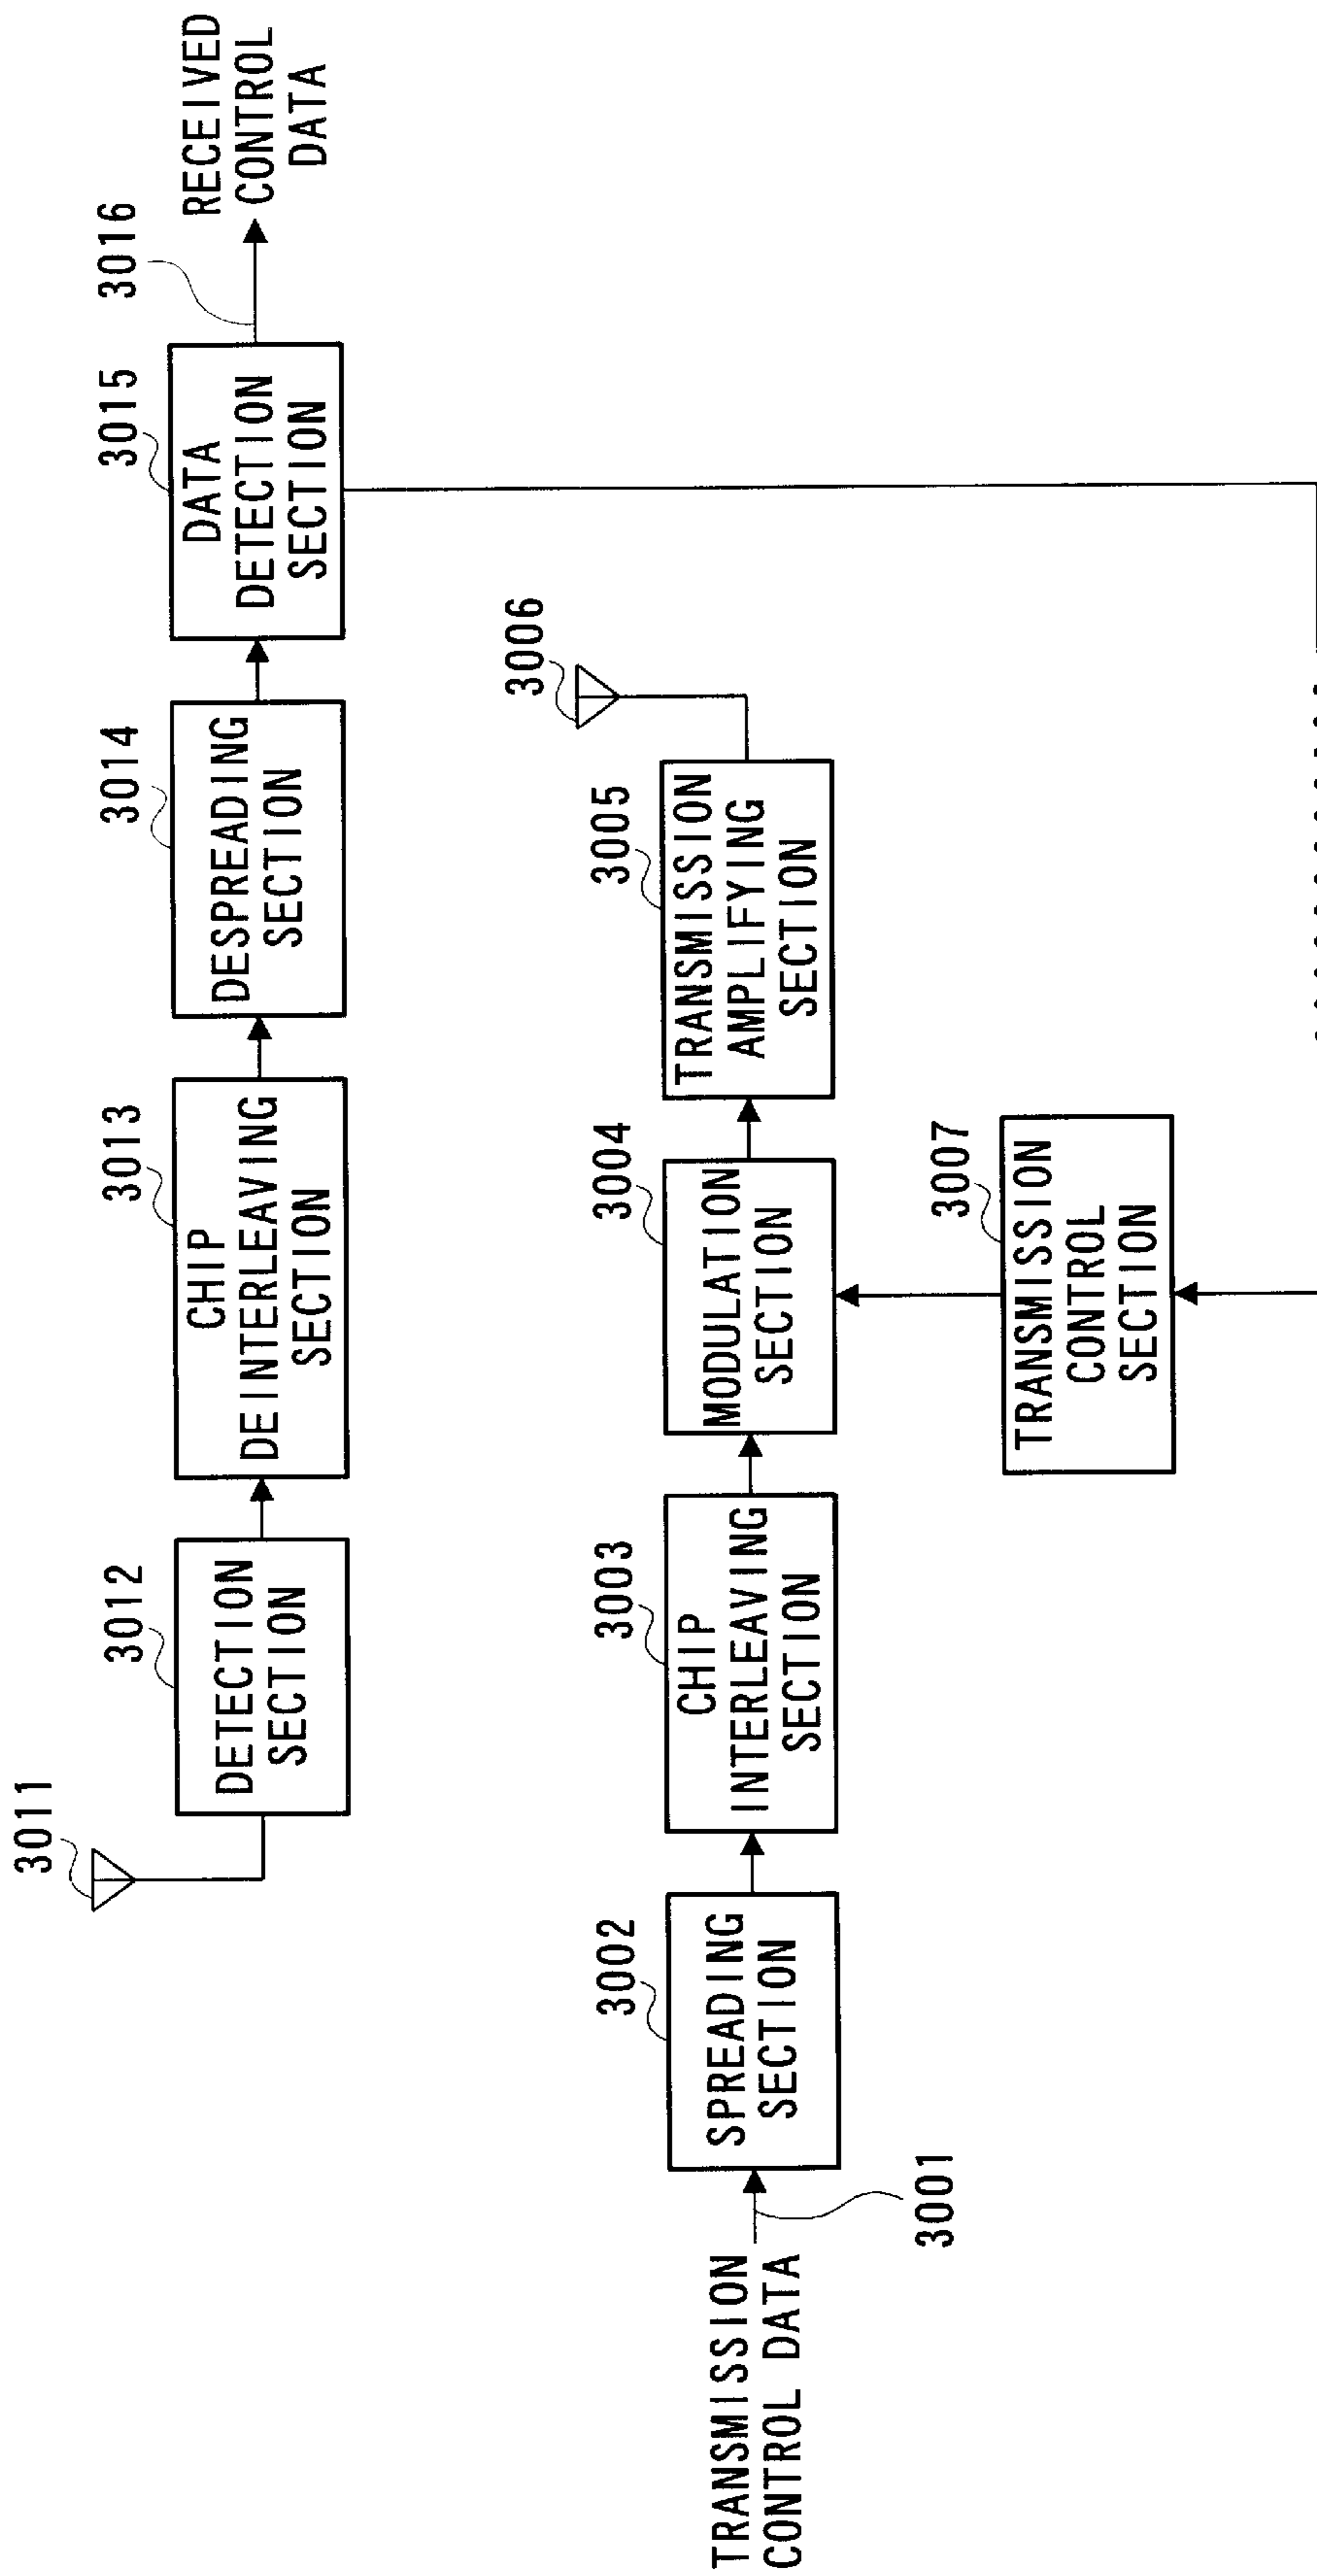 3011
3012
DETECTION
SECTION
3013
CHIP
DEINTERLEAVING
SECTION
3014
DESPREADING
SECTION
3015
DATA
DETECTION
SECTION
3016
RECEIVED
CONTROL
DATA
TRANSMISSION
CONTROL DATA
3001
3002
SPREADING
SECTION
3003
CHIP
INTERLEAVING
SECTION
3004
MODULATION
SECTION
3005
TRANSMISSION
AMPLIFYING
SECTION
3006
3007
TRANSMISSION
CONTROL
SECTION